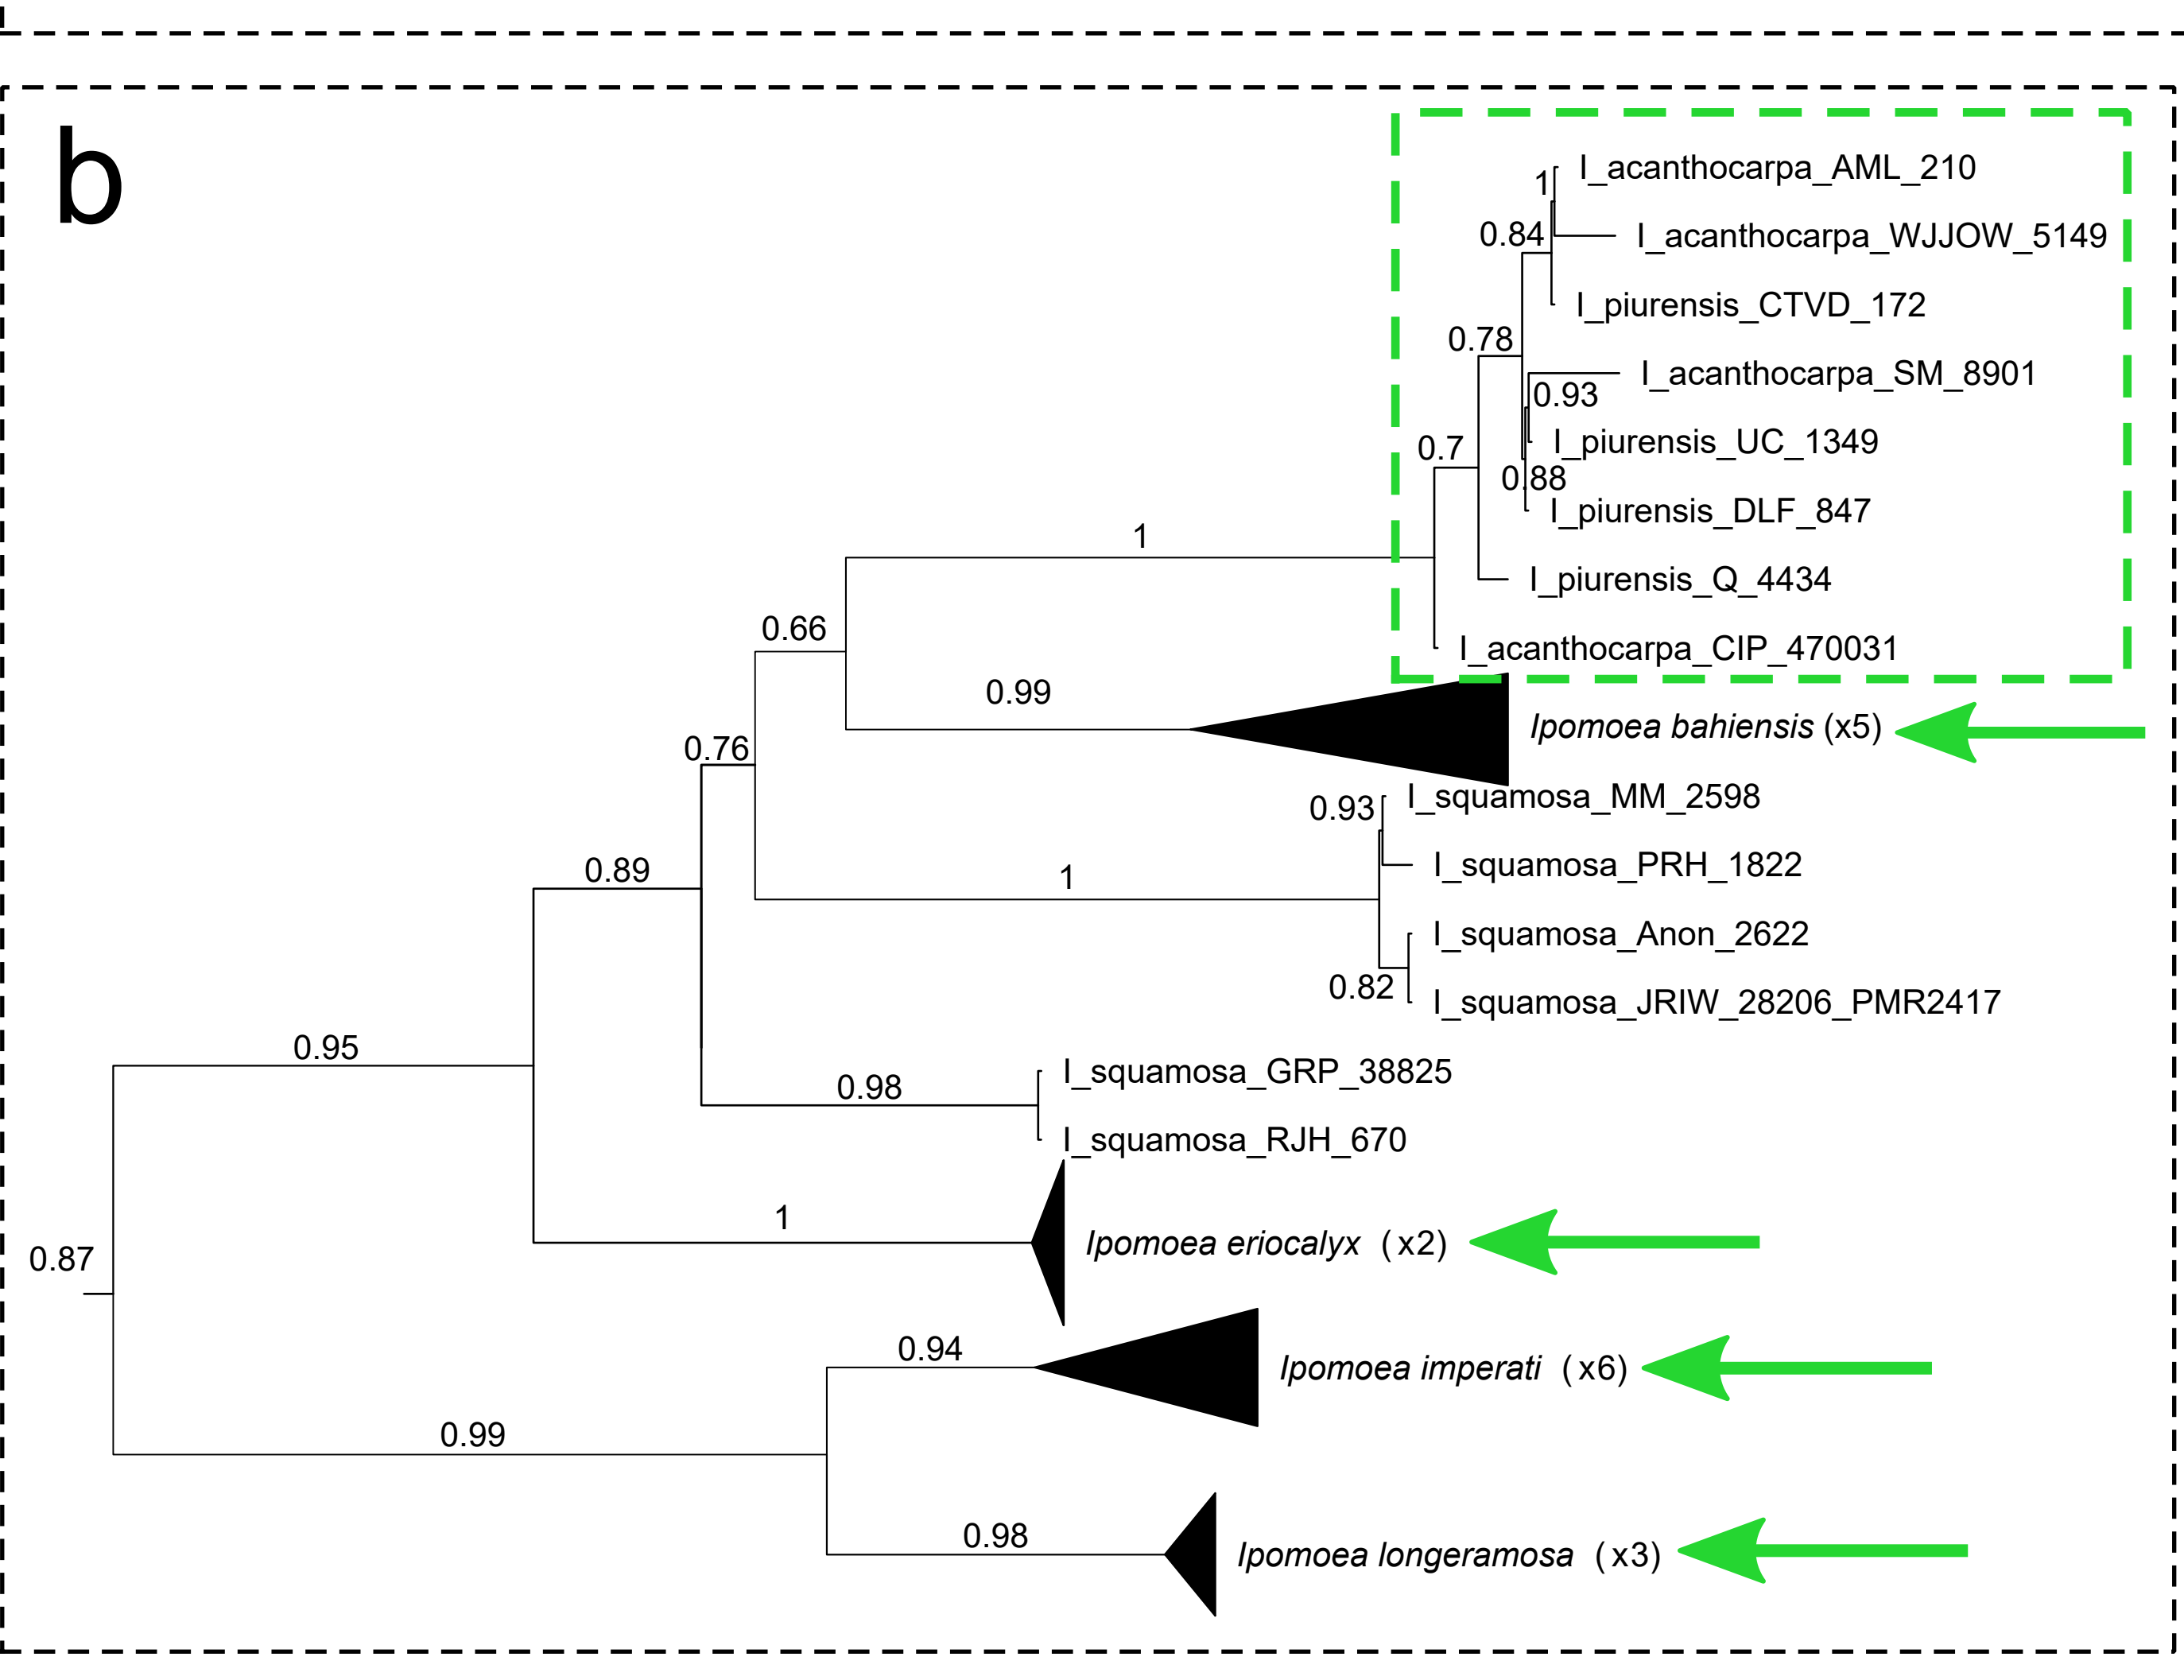 b
I_acanthocarpa_AML_210
1
I_acanthocarpa_WJJOW_5149
0.84
I_piurensis_CTVD_172
0.78
I_acanthocarpa_SM_8901
0.93
I_piurensis_UC_1349
0.7
0.88
I_piurensis_DLF_847
1
I_piurensis_Q_4434
0.66
I_acanthocarpa_CIP_470031
0.99
Ipomoea bahiensis (x5)
0.76
I_squamosa_MM_2598
0.93
I_squamosa_PRH_1822
0.89
1
I_squamosa_Anon_2622
0.82
I_squamosa_JRIW_28206_PMR2417
0.95
I_squamosa_GRP_38825
0.98
I_squamosa_RJH_670
1
Ipomoea eriocalyx (x2)
0.87
0.94
Ipomoea imperati (x6)
0.99
0.98
Ipomoea longeramosa (x3)